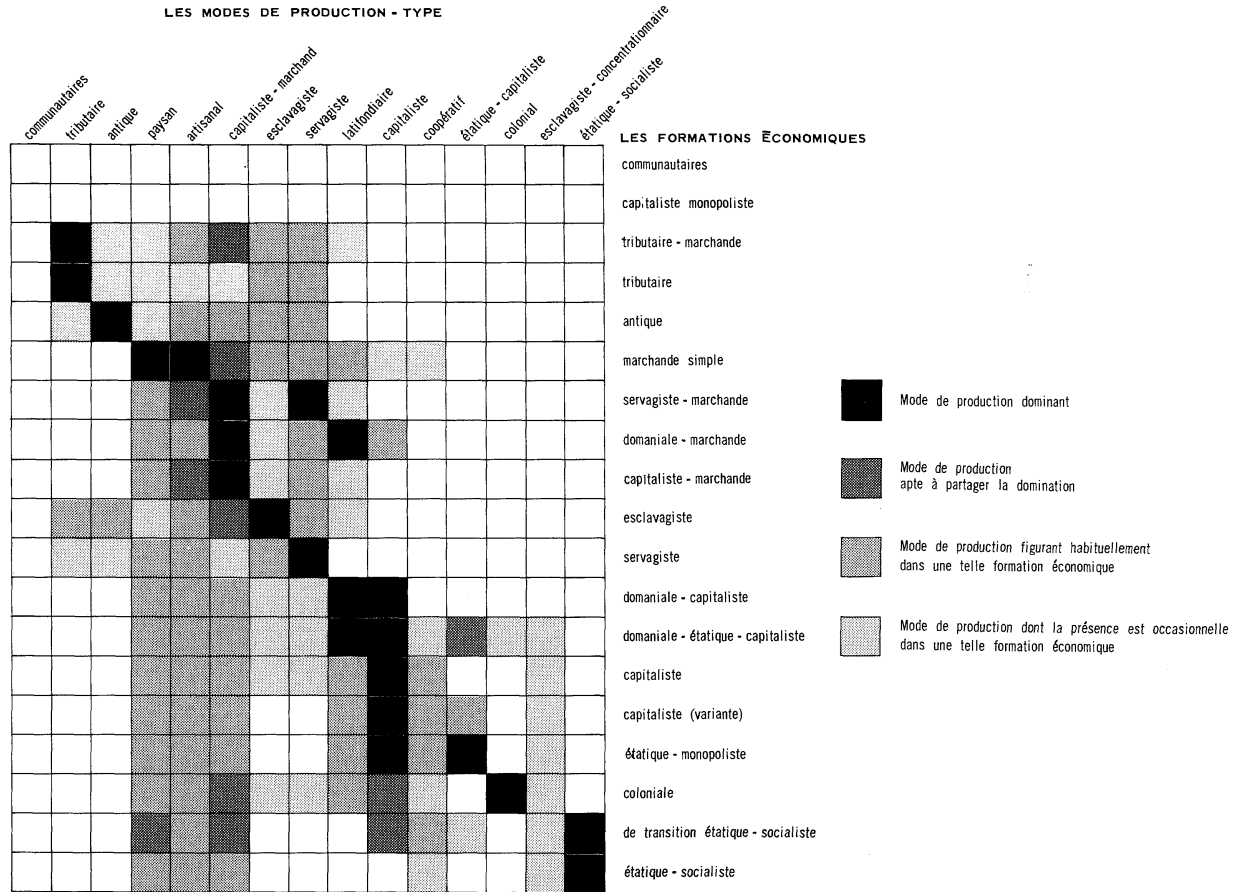 LES MODES DE PRODUCTION - TYPE
communautaires
tributaire
antique
paysan
artisanal
capitaliste - marchand
esclavagiste
servagiste
latifondiaire
capitaliste
coopératif
étatique - capitaliste
colonial
esclavagiste - concentrationnaire
étatique - socialiste
LES FORMATIONS ÉCONOMIQUES
communautaires
capitaliste monopoliste
tributaire - marchande
tributaire
antique
marchande simple
servagiste - marchande
domaniale - marchande
capitaliste - marchande
esclavagiste
servagiste
domaniale - capitaliste
domaniale - étatique - capitaliste
capitaliste
capitaliste (variante)
étatique - monopoliste
coloniale
de transition étatique - socialiste
étatique - socialiste
Mode de production dominant
Mode de production
apte à partager la domination
Mode de production figurant habituellement
dans une telle formation économique
Mode de production dont la présence est occasionnelle
dans une telle formation économique